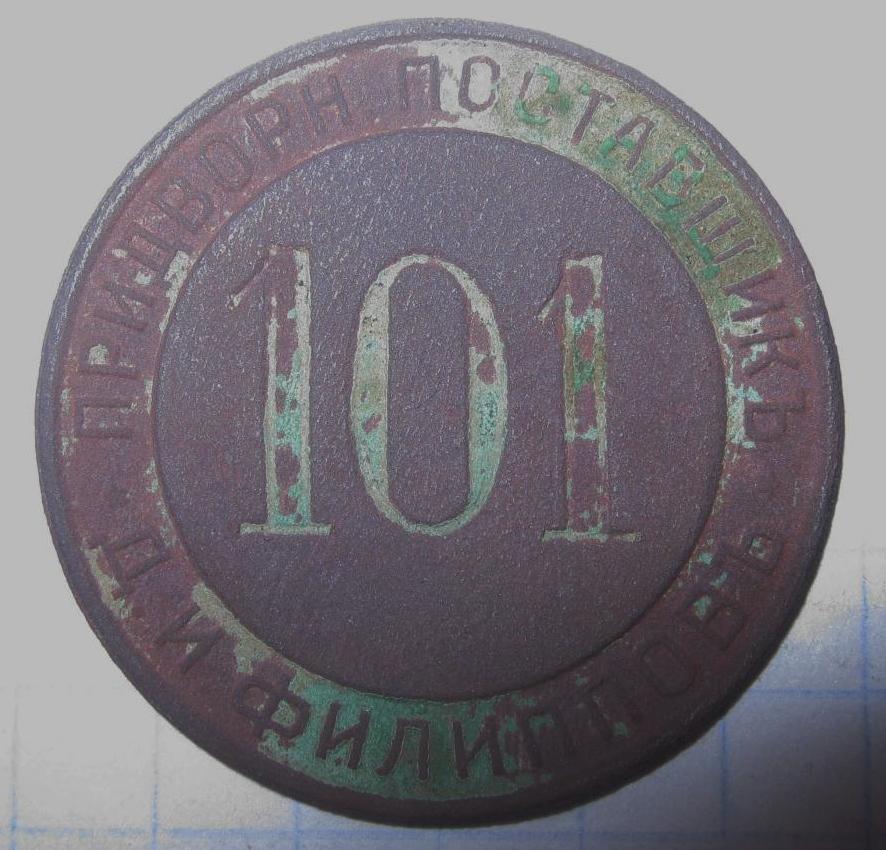 ПРИДВОРН. ПОСТАВЩИКЪ
101
Д. И. ФИЛИППОВЪ